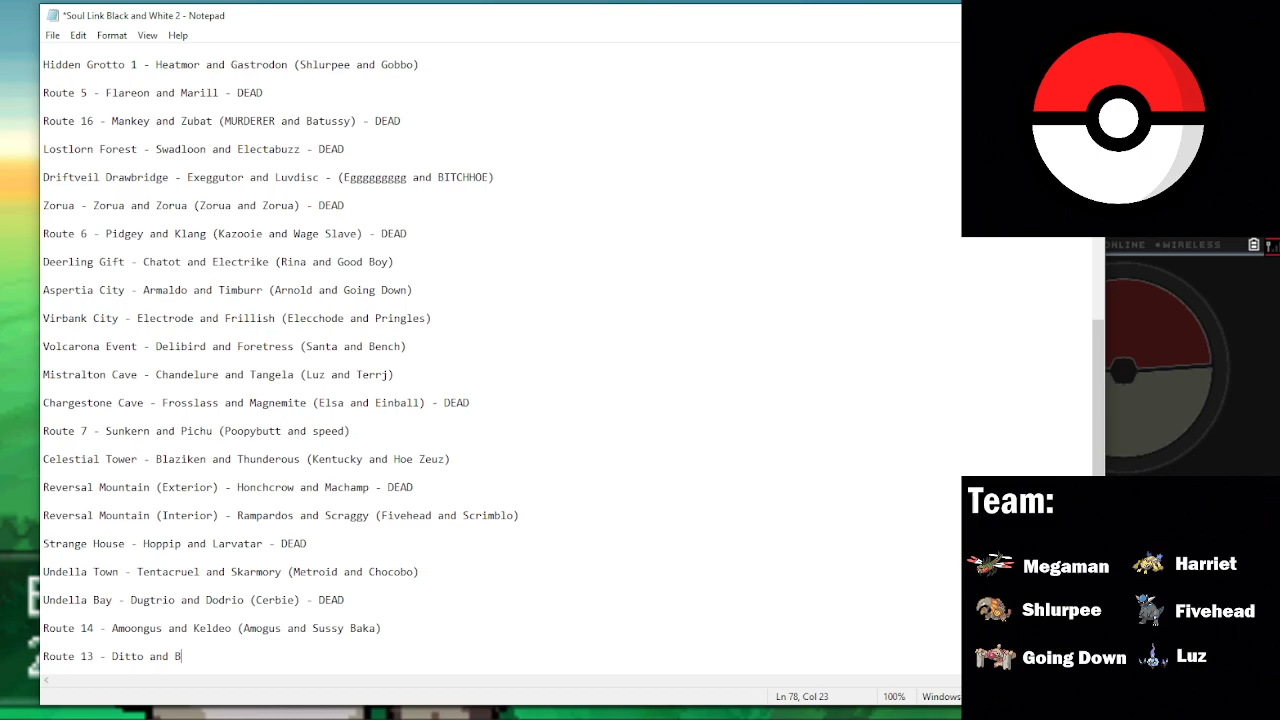 *Soul Link Black and White 2 - Notepad
File Edit Format View Help
Hidden Grotto 1 - Heatmor and Gastrodon (Shlurpee and Gobbo)
Route 5 - Flareon and Marill - DEAD
Route 16 - Mankey and Zubat (MURDERER and Batussy) - DEAD
Lostlorn Forest - Swadloon and Electabuzz - DEAD
Driftveil Drawbridge - Exeggutor and Luvdisc - (Eggggggggg and BITCHHOE)
Zorua - Zorua and Zorua (Zorua and Zorua) - DEAD
Route 6 - Pidgey and Klang (Kazooie and Wage Slave) - DEAD
Deerling Gift - Chatot and Electrike (Rina and Good Boy)
Aspertia City - Armaldo and Timburr (Arnold and Going Down)
Virbank City - Electrode and Frillish (Elecchode and Pringles)
Volcarona Event - Delibird and Foretress (Santa and Bench)
Mistralton Cave - Chandelure and Tangela (Luz and Terrj)
Chargestone Cave - Frosslass and Magnemite (Elsa and Einball) - DEAD
Route 7 - Sunkern and Pichu (Poopybutt and speed)
Celestial Tower - Blaziken and Thunderous (Kentucky and Hoe Zeuz)
Reversal Mountain (Exterior) - Honchcrow and Machamp - DEAD
Reversal Mountain (Interior) - Rampardos and Scraggy (Fivehead and Scrimblo)
Strange House - Hoppip and Larvatar - DEAD
Undella Town - Tentacruel and Skarmory (Metroid and Chocobo)
Undella Bay - Dugtrio and Dodrio (Cerbie) - DEAD
Route 14 - Amoongus and Keldeo (Amogus and Sussy Baka)
Route 13 - Ditto and B
Ln 78, Col 23 100% Windows
ONLINE WIRELESS
Team:
Megaman Harriet
Shlurpee Fivehead
Going Down Luz